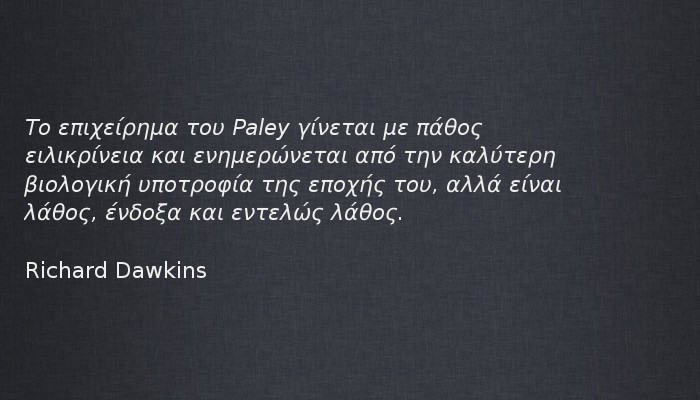 Το επιχείρημα του Paley γίνεται με πάθος
ειλικρίνεια και ενημερώνεται από την καλύτερη
βιολογική υποτροφία της εποχής του, αλλά είναι
λάθος, ένδοξα και εντελώς λάθος.
Richard Dawkins